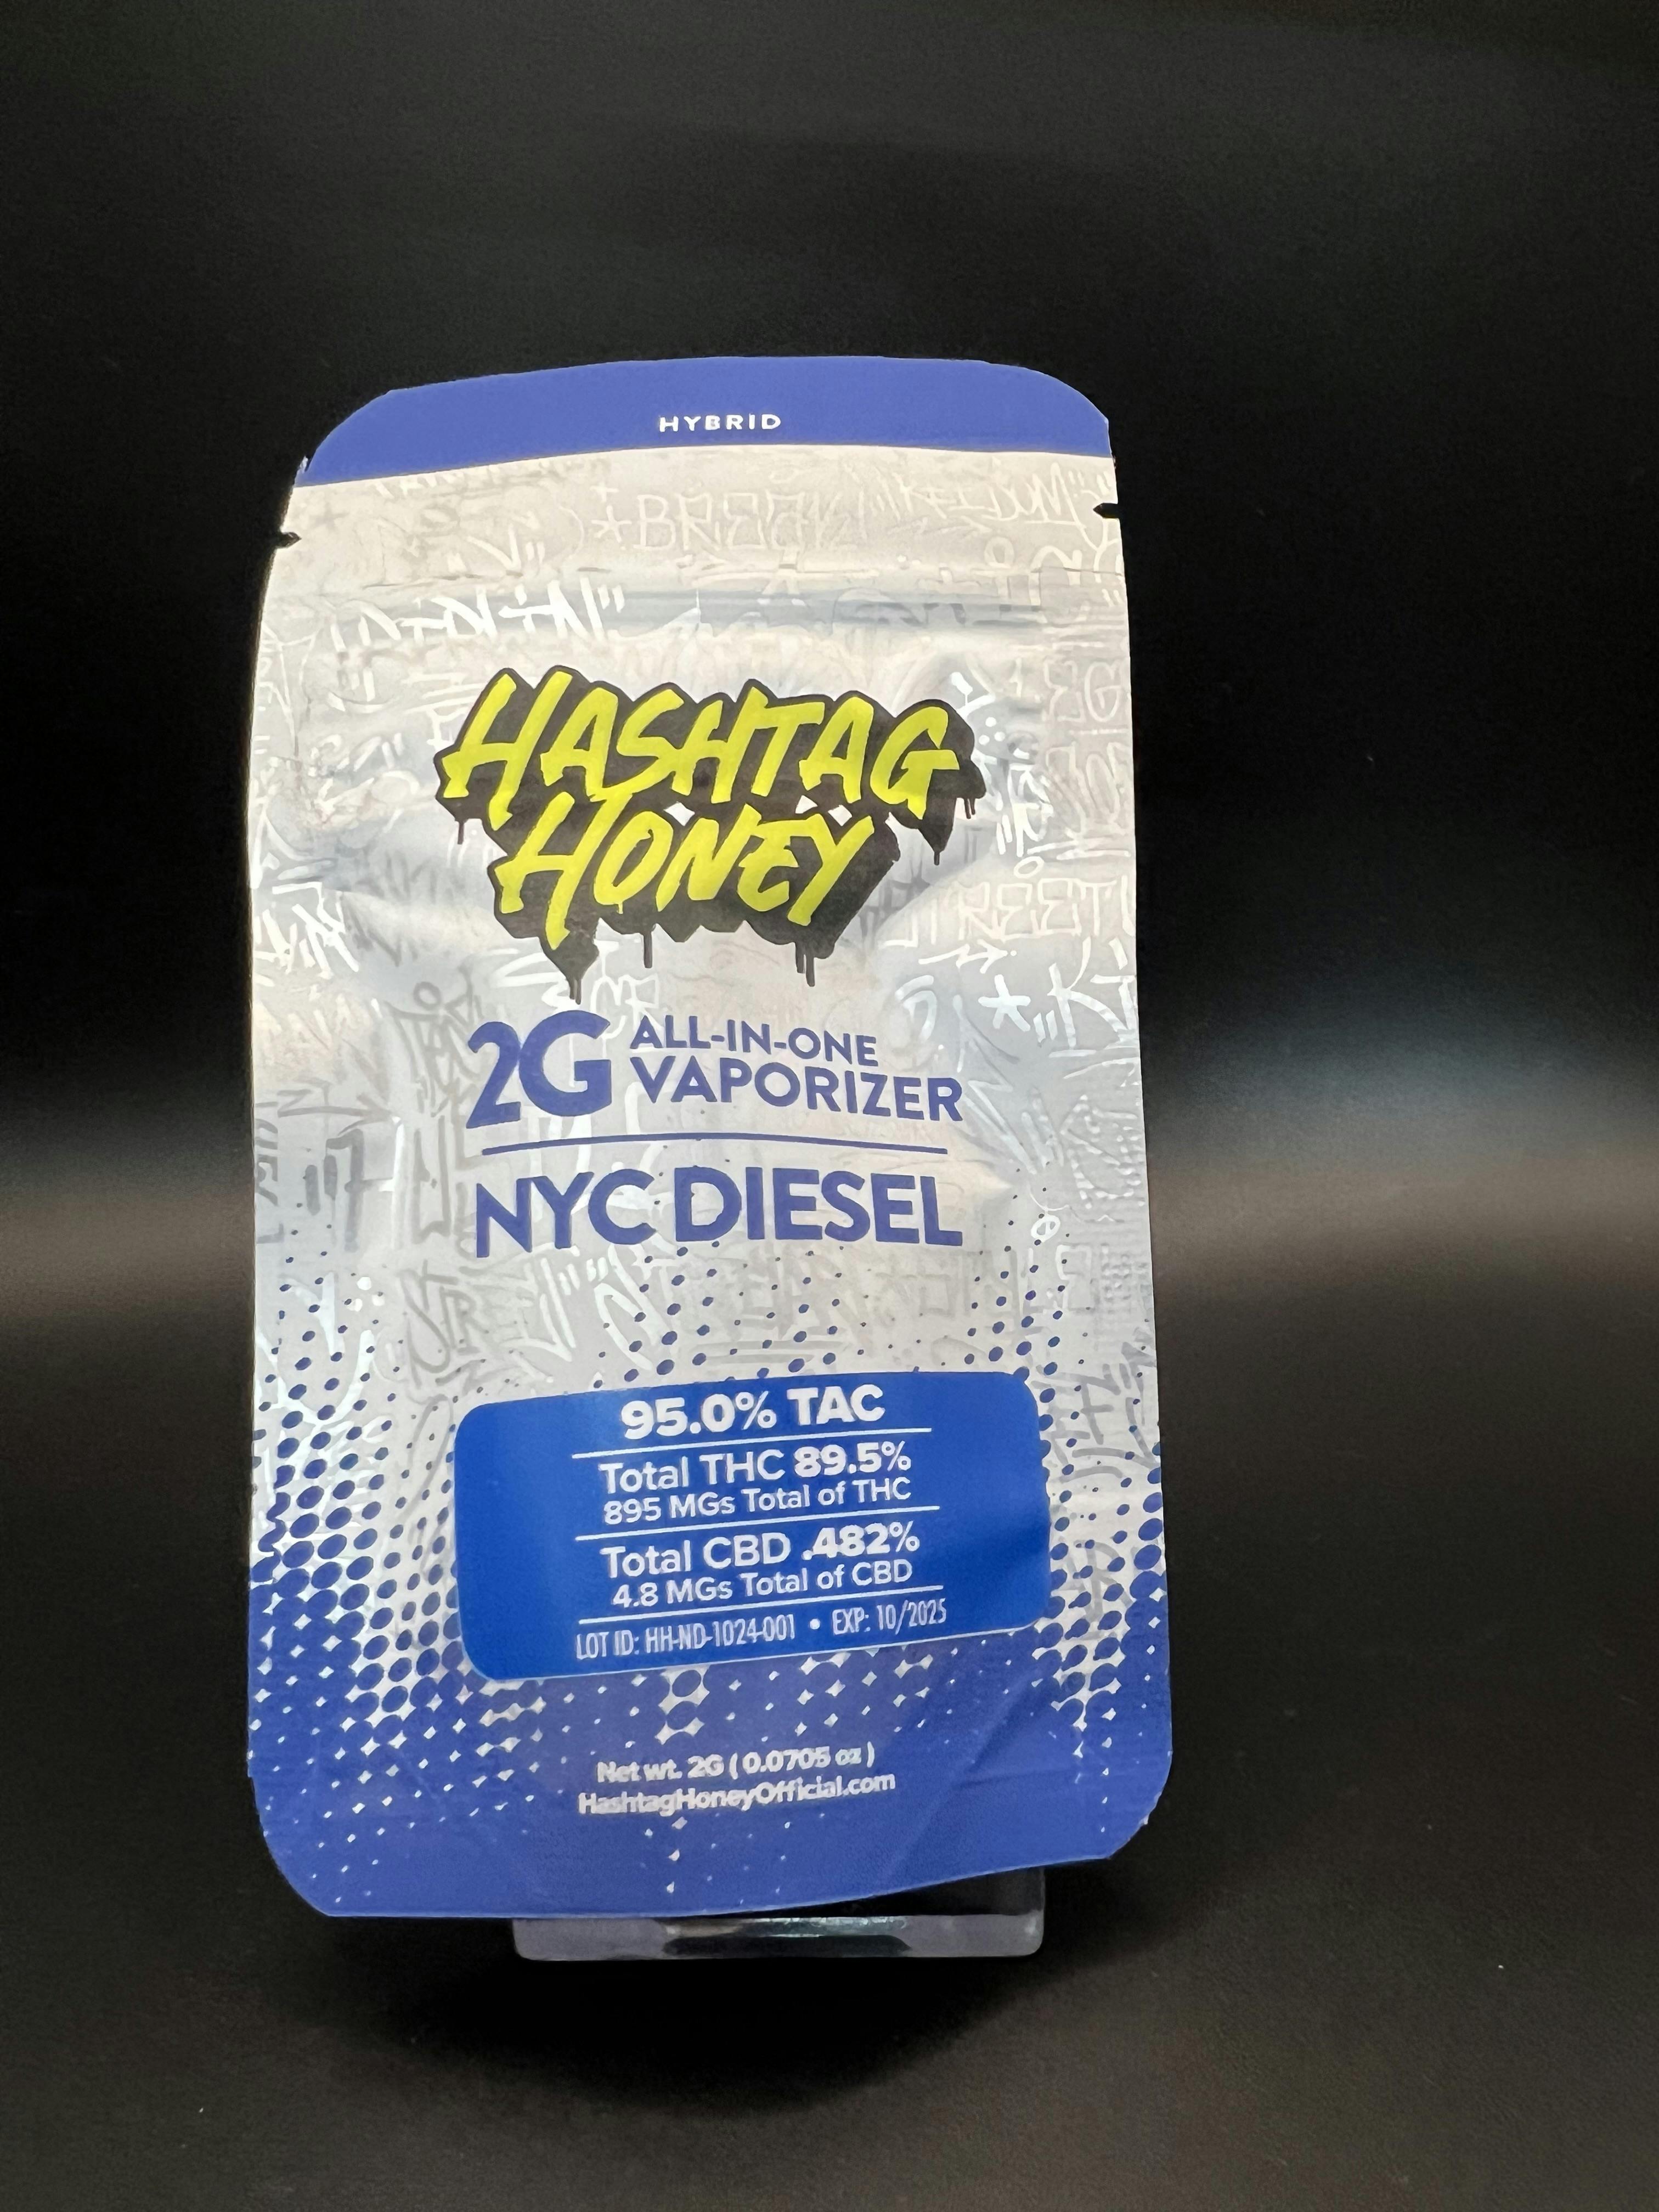 HYBRID
HASHTAG
HONEY
2G ALL-IN-ONE
VAPORIZER
NYC DIESEL
95.0% TAC
Total THC 89.5%
895 MGs Total of THC
Total CBD .482%
4.8 MGs Total of CBD
LOT ID: HH-ND-1024-001 • EXP: 10/2025
Net wt. 2G (0.0705 oz)
HashtagHoneyOfficial.com